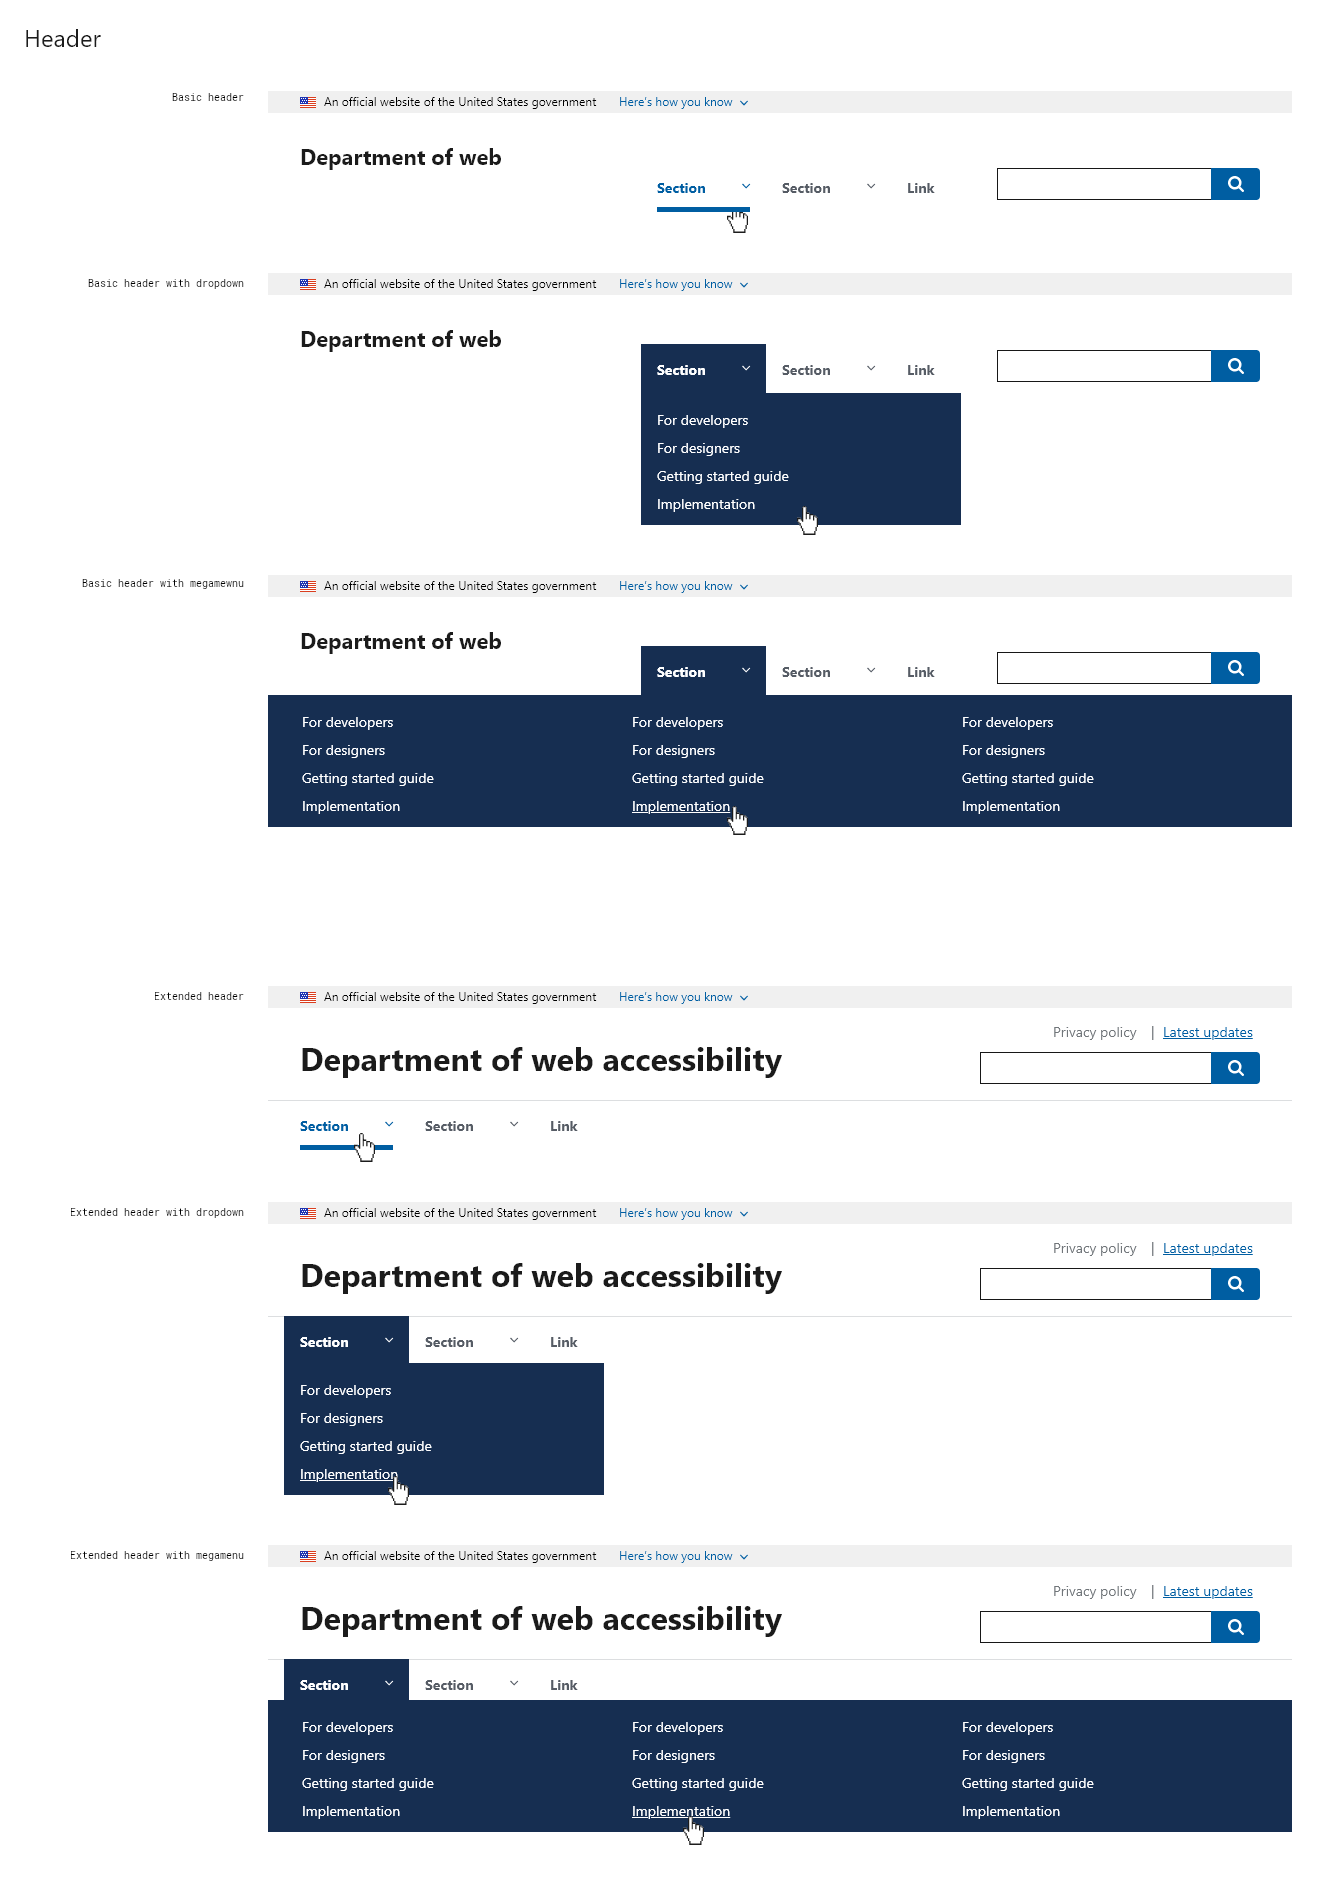 Header
Basic header
An official website of the United States government Here's how you know
Department of web
Section Section Link
Basic header with dropdown
An official website of the United States government Here's how you know
Department of web
Section Section Link
For developers
For designers
Getting started guide
Implementation
Basic header with megamewnu
An official website of the United States government Here's how you know
Department of web
Section Section Link
For developers For developers For developers
For designers For designers For designers
Getting started guide Getting started guide Getting started guide
Implementation Implementation Implementation
Extended header
An official website of the United States government Here's how you know
Privacy policy | Latest updates
Department of web accessibility
Section Section Link
Extended header with dropdown
An official website of the United States government Here's how you know
Privacy policy | Latest updates
Department of web accessibility
Section Section Link
For developers
For designers
Getting started guide
Implementation
Extended header with megamenu
An official website of the United States government Here's how you know
Privacy policy | Latest updates
Department of web accessibility
Section Section Link
For developers For developers For developers
For designers For designers For designers
Getting started guide Getting started guide Getting started guide
Implementation Implementation Implementation